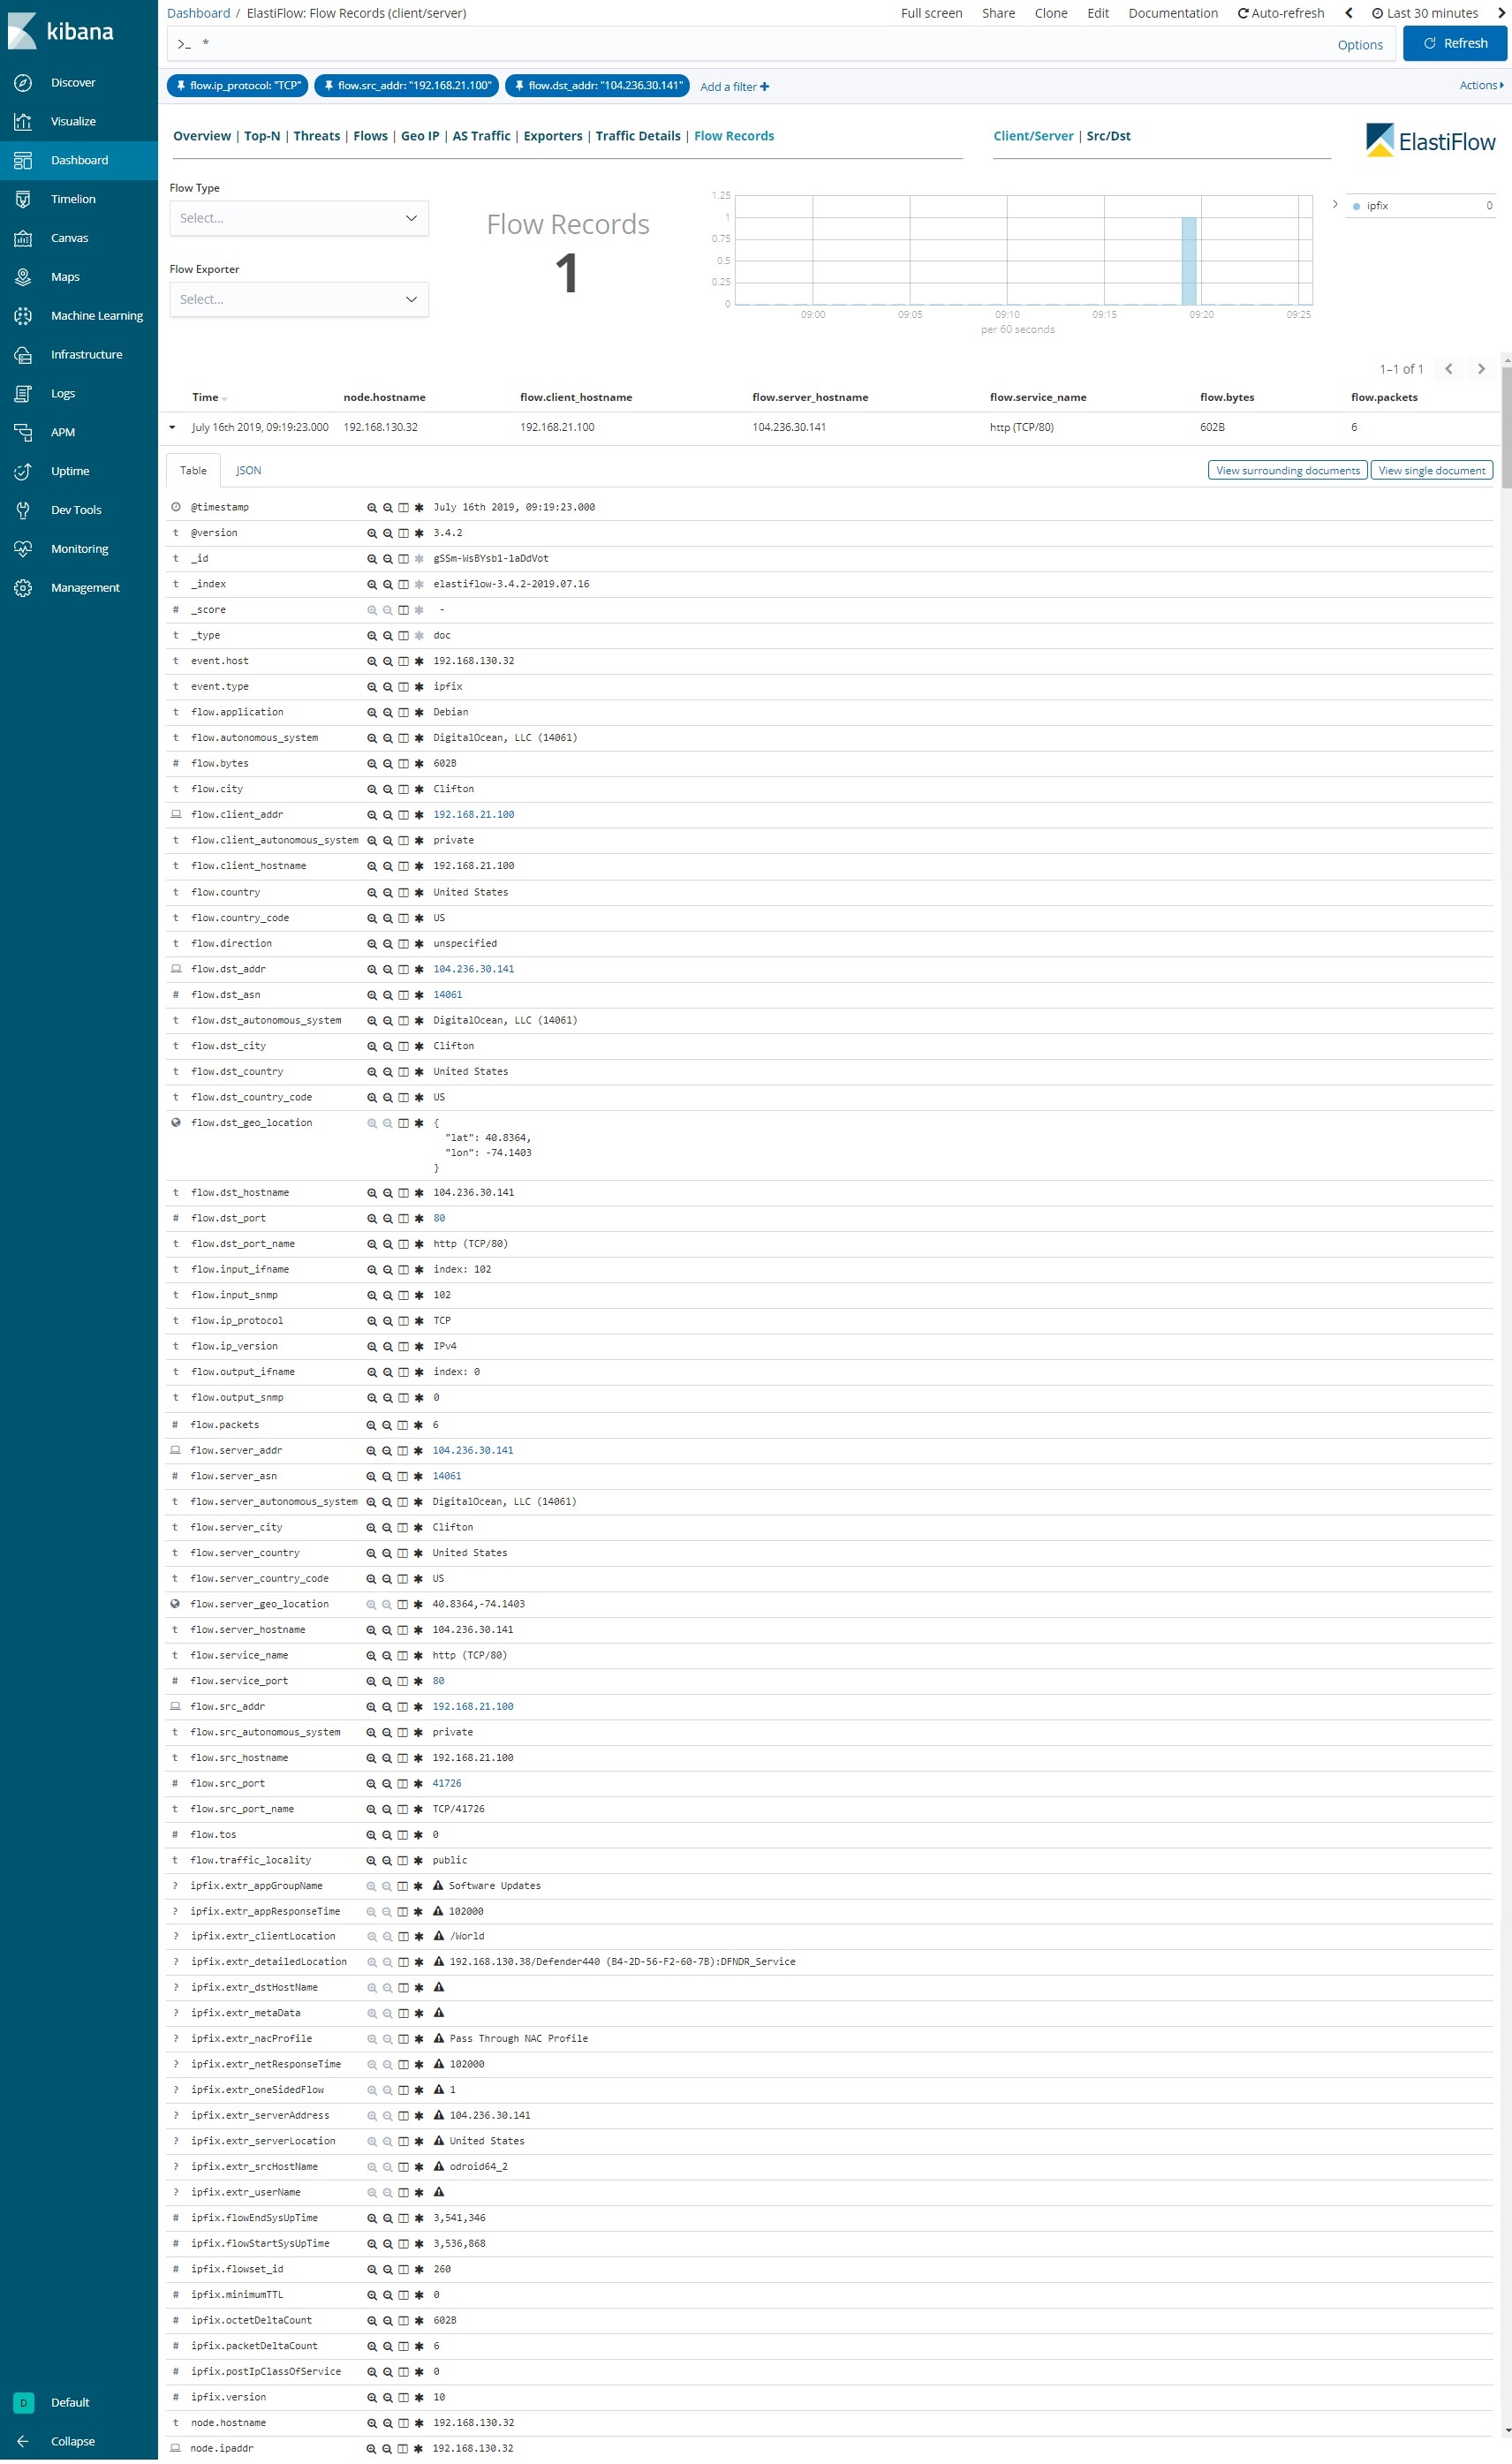 kibana
Discover
Visualize
Dashboard
Timelion
Canvas
Maps
Machine Learning
Infrastructure
Logs
APM
Uptime
Dev Tools
Monitoring
Management
D Default
Collapse
Dashboard / ElastiFlow: Flow Records (client/server)
Full screen Share Clone Edit Documentation Auto-refresh Last 30 minutes
>_ * Options Refresh
flow.ip_protocol: "TCP" flow.src_addr: "192.168.21.100" flow.dst_addr: "104.236.30.141" Add a filter + Actions
Overview | Top-N | Threats | Flows | Geo IP | AS Traffic | Exporters | Traffic Details | Flow Records
Client/Server | Src/Dst
ElastiFlow
Flow Type
Select...
Flow Exporter
Select...
Flow Records
1
1.25
1
0.75
0.5
0.25
0
09:00 09:05 09:10 09:15 09:20 09:25
per 60 seconds
ipfix 0
1–1 of 1
Time node.hostname flow.client_hostname flow.server_hostname flow.service_name flow.bytes flow.packets
July 16th 2019, 09:19:23.000 192.168.130.32 192.168.21.100 104.236.30.141 http (TCP/80) 602B 6
Table JSON View surrounding documents View single document
@timestamp July 16th 2019, 09:19:23.000
t @version 3.4.2
t _id gSSm-WsBYsb1-1aDdVot
t _index elastiflow-3.4.2-2019.07.16
# _score -
t _type doc
t event.host 192.168.130.32
t event.type ipfix
t flow.application Debian
t flow.autonomous_system DigitalOcean, LLC (14061)
# flow.bytes 602B
t flow.city Clifton
flow.client_addr 192.168.21.100
t flow.client_autonomous_system private
t flow.client_hostname 192.168.21.100
t flow.country United States
t flow.country_code US
t flow.direction unspecified
flow.dst_addr 104.236.30.141
# flow.dst_asn 14061
t flow.dst_autonomous_system DigitalOcean, LLC (14061)
t flow.dst_city Clifton
t flow.dst_country United States
t flow.dst_country_code US
flow.dst_geo_location {
"lat": 40.8364,
"lon": -74.1403
}
t flow.dst_hostname 104.236.30.141
# flow.dst_port 80
t flow.dst_port_name http (TCP/80)
t flow.input_ifname index: 102
t flow.input_snmp 102
t flow.ip_protocol TCP
t flow.ip_version IPv4
t flow.output_ifname index: 0
t flow.output_snmp 0
# flow.packets 6
flow.server_addr 104.236.30.141
# flow.server_asn 14061
t flow.server_autonomous_system DigitalOcean, LLC (14061)
t flow.server_city Clifton
t flow.server_country United States
t flow.server_country_code US
flow.server_geo_location 40.8364,-74.1403
t flow.server_hostname 104.236.30.141
t flow.service_name http (TCP/80)
# flow.service_port 80
flow.src_addr 192.168.21.100
t flow.src_autonomous_system private
t flow.src_hostname 192.168.21.100
# flow.src_port 41726
t flow.src_port_name TCP/41726
# flow.tos 0
t flow.traffic_locality public
? ipfix.extr_appGroupName Software Updates
? ipfix.extr_appResponseTime 102000
? ipfix.extr_clientLocation /World
? ipfix.extr_detailedLocation 192.168.130.38/Defender440 (B4-2D-56-F2-60-7B):DFNDR_Service
? ipfix.extr_dstHostName
? ipfix.extr_metaData
? ipfix.extr_nacProfile Pass Through NAC Profile
? ipfix.extr_netResponseTime 102000
? ipfix.extr_oneSidedFlow 1
? ipfix.extr_serverAddress 104.236.30.141
? ipfix.extr_serverLocation United States
? ipfix.extr_srcHostName odroid64_2
? ipfix.extr_userName
# ipfix.flowEndSysUpTime 3,541,346
# ipfix.flowStartSysUpTime 3,536,868
# ipfix.flowset_id 260
# ipfix.minimumTTL 0
# ipfix.octetDeltaCount 602B
# ipfix.packetDeltaCount 6
# ipfix.postIpClassOfService 0
# ipfix.version 10
t node.hostname 192.168.130.32
node.ipaddr 192.168.130.32